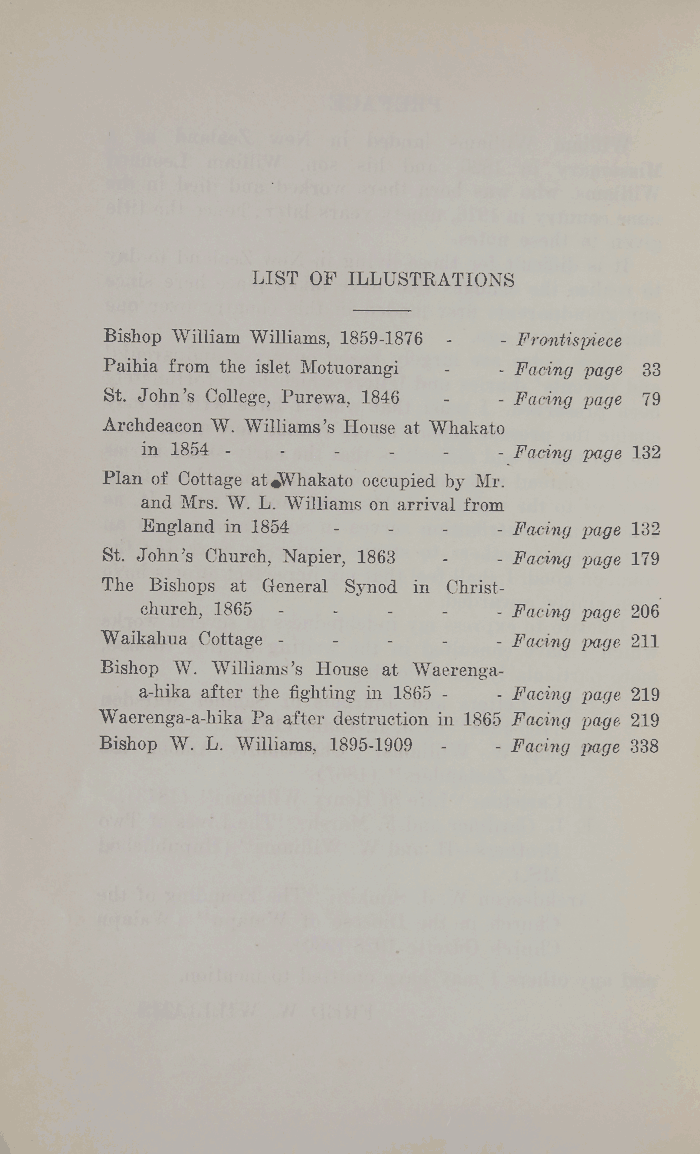 LIST OF ILLUSTRATIONS
Bishop William Williams, 1859-1876 - - Frontispiece
Paihia from the islet Motuorangi - - Facing page 33
St. John's College, Purewa, 1846 - - Facing page 79
Archdeacon W. Williams's House at Whakato
in 1854 - - - - - - Facing page 132
Plan of Cottage at Whakato occupied by Mr.
and Mrs. W. L. Williams on arrival from
England in 1854 - - - - Facing page 132
St. John's Church, Napier, 1863 - - Facing page 179
The Bishops at General Synod in Christ-
church, 1865 - - - - - Facing page 206
Waikahua Cottage - - - - - Facing page 211
Bishop W. Williams's House at Waerenga-
a-hika after the fighting in 1865 - - Facing page 219
Waerenga-a-hika Pa after destruction in 1865 Facing page 219
Bishop W. L. Williams, 1895-1909 - - Facing page 338